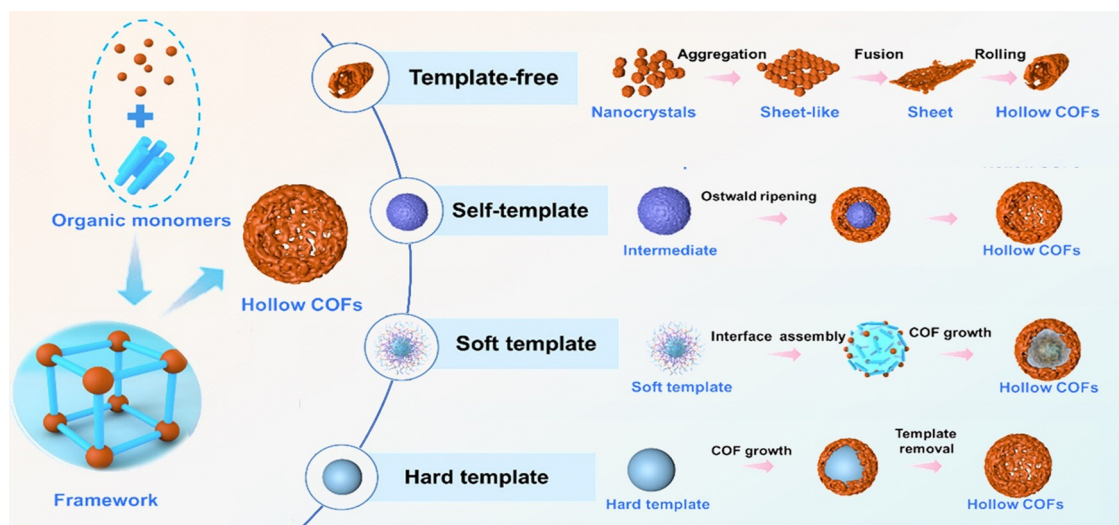 Organic monomers
Framework
Hollow COFs
Template-free
Aggregation
Fusion
Rolling
Nanocrystals
Sheet-like
Sheet
Hollow COFs
Self-template
Ostwald ripening
Intermediate
Hollow COFs
Soft template
Interface assembly
COF growth
Soft template
Hollow COFs
Hard template
COF growth
Template
removal
Hard template
Hollow COFs